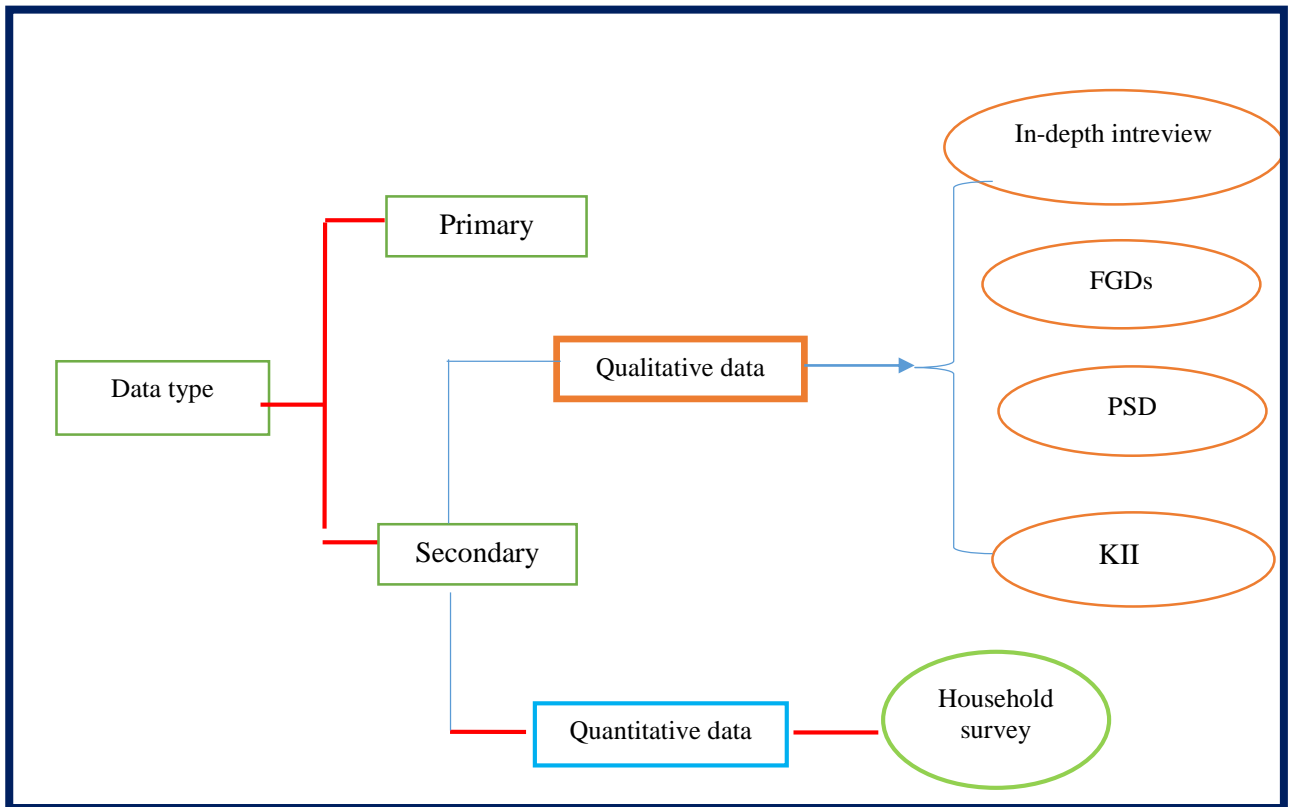 In-depth intreview
Primary
FGDs
Qualitative data
Data type
PSD
Secondary
KII
Household
survey
Quantitative data